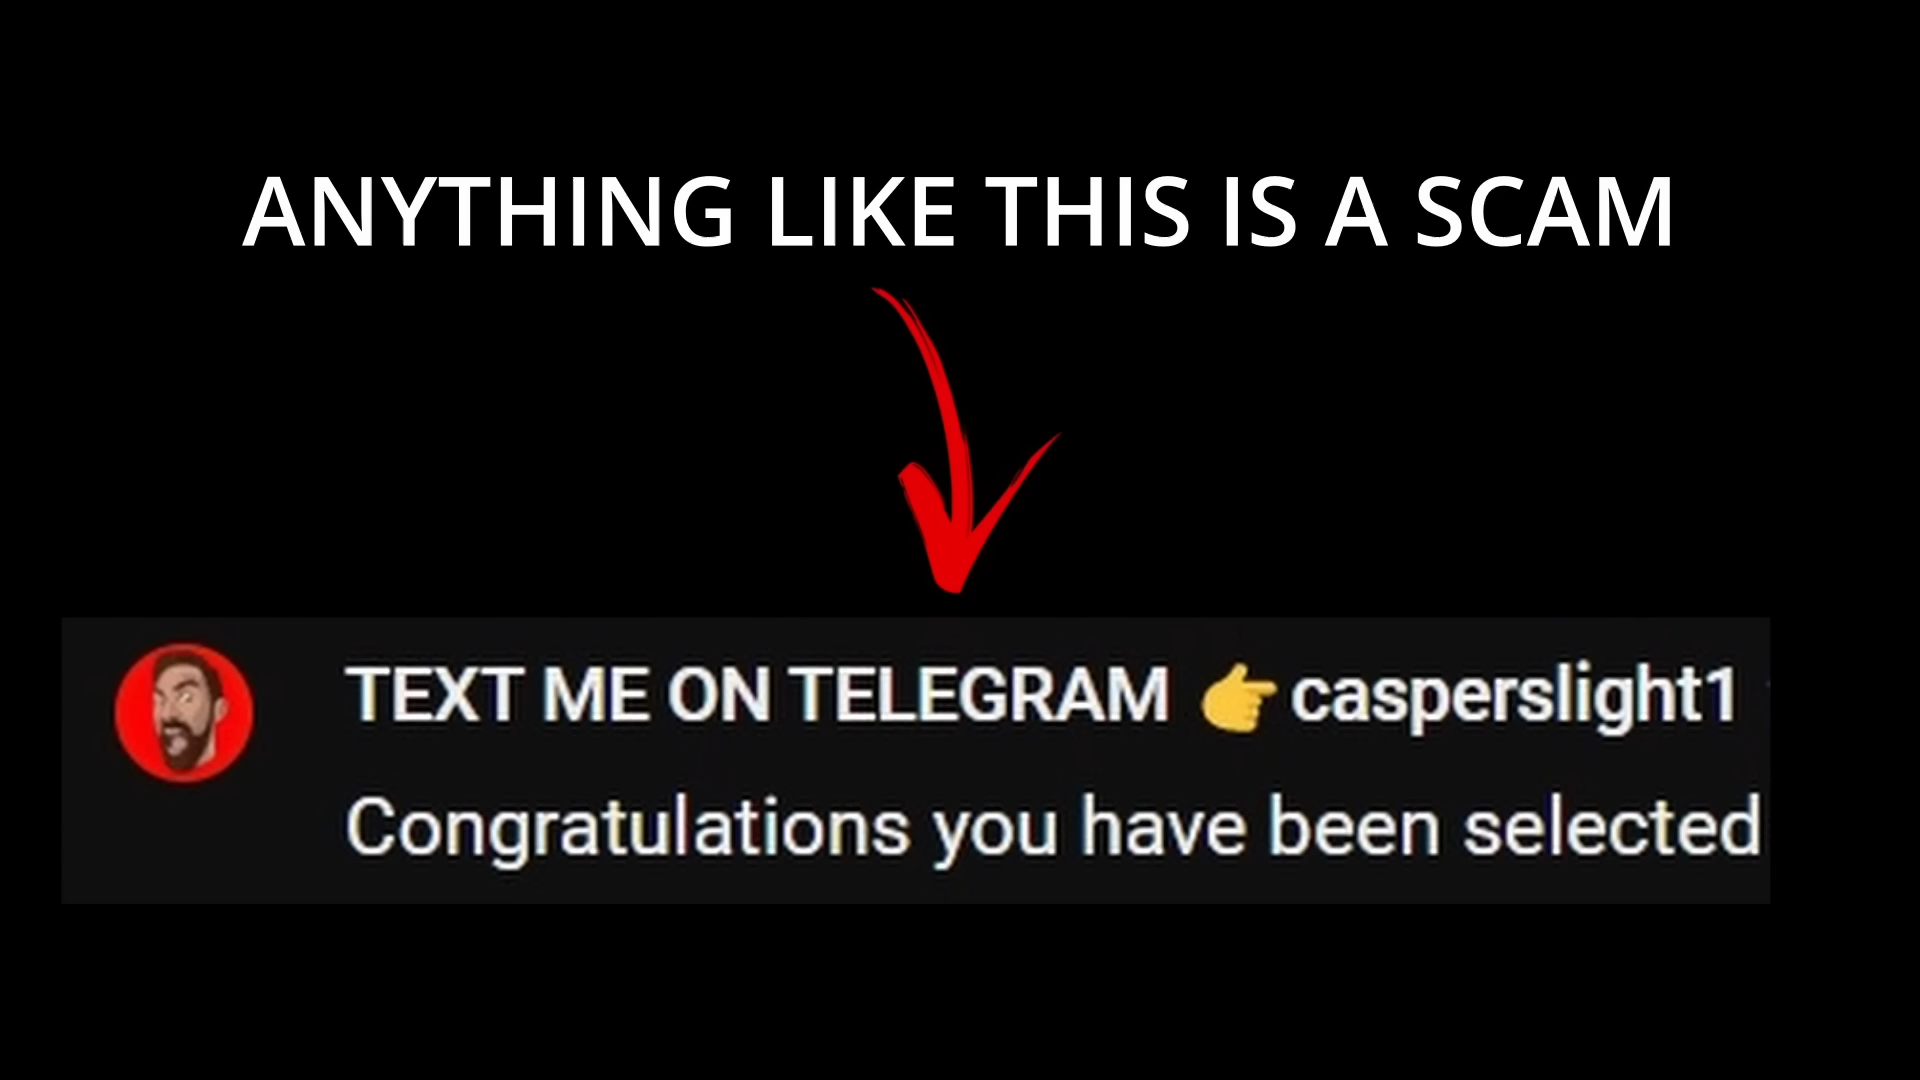 ANYTHING LIKE THIS IS A SCAM
TEXT ME ON TELEGRAM 👉casperslight1
Congratulations you have been selected